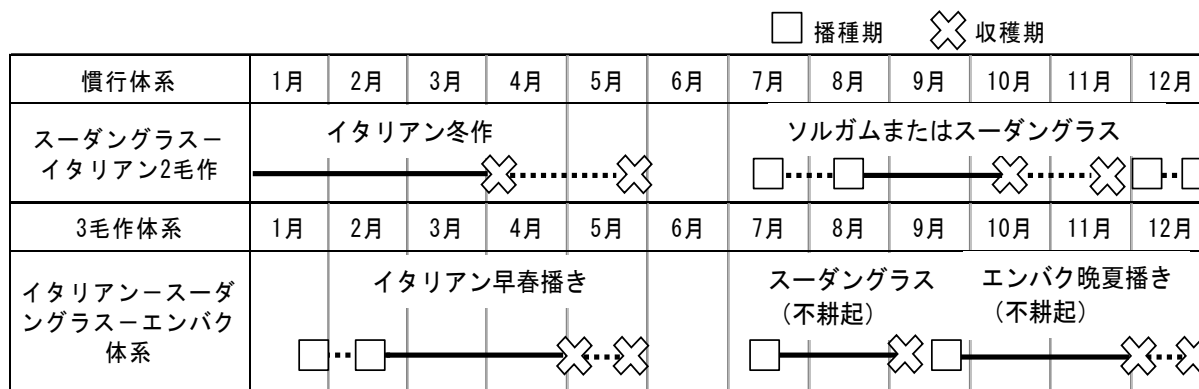 播種期 収穫期
慣行体系 1月 2月 3月 4月 5月 6月 7月 8月 9月 10月 11月 12月
スーダングラス－
イタリアン2毛作
イタリアン冬作
ソルガムまたはスーダングラス
3毛作体系 1月 2月 3月 4月 5月 6月 7月 8月 9月 10月 11月 12月
イタリアン－スーダ
ングラス－エンバク
体系
イタリアン早春播き
スーダングラス
（不耕起）
エンバク晩夏播き
（不耕起）